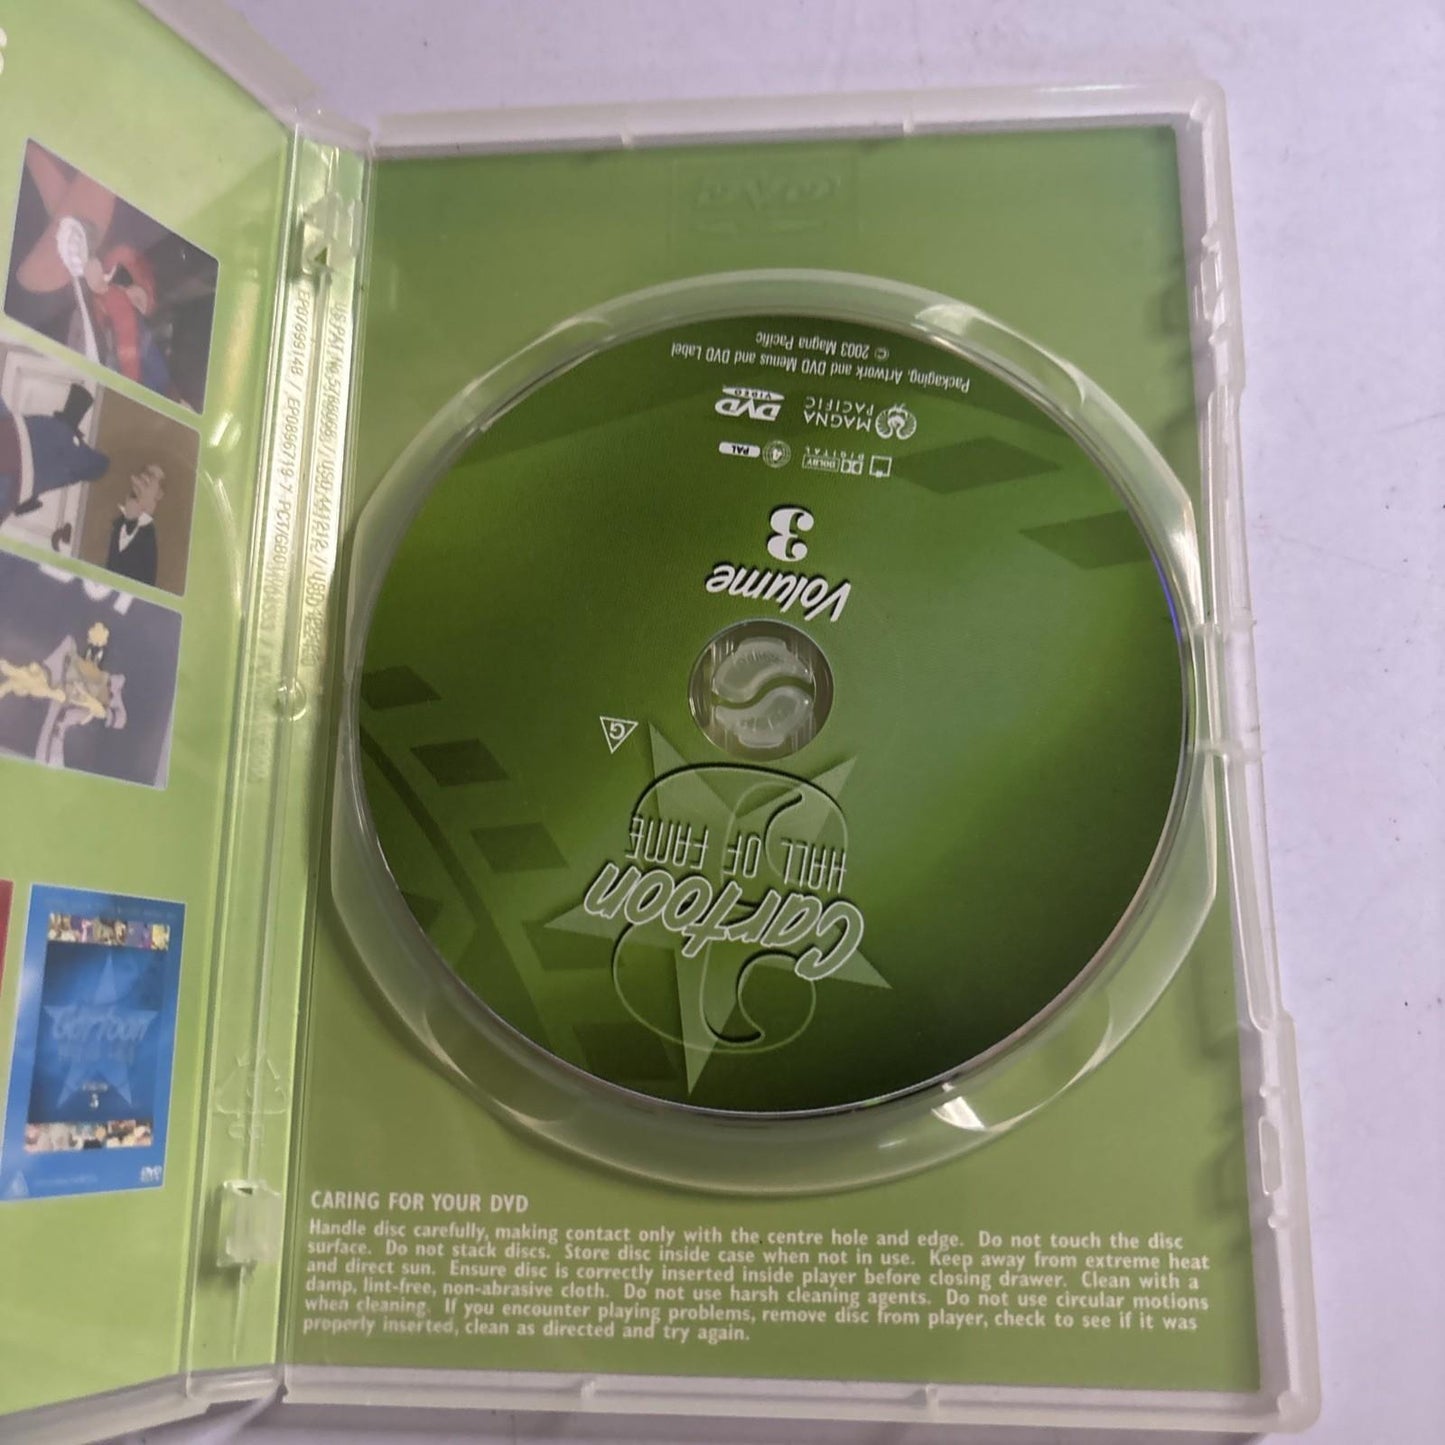 Cartoon
HALL OF FAME
G
Volume
3
DOLBY
DIGITAL
4
PAL
MAGNA
PACIFIC
DVD
VIDEO
Packaging, Artwork and DVD Menus and DVD Label
© 2003 Magna Pacific
Cartoon
3
DVD
CARING FOR YOUR DVD
Handle disc carefully, making contact only with the centre hole and edge. Do not touch the disc
surface. Do not stack discs. Store disc inside case when not in use. Keep away from extreme heat
and direct sun. Ensure disc is correctly inserted inside player before closing drawer. Clean with a
damp, lint-free, non-abrasive cloth. Do not use harsh cleaning agents. Do not use circular motions
when cleaning. If you encounter playing problems, remove disc from player, check to see if it was
properly inserted, clean as directed and try again.